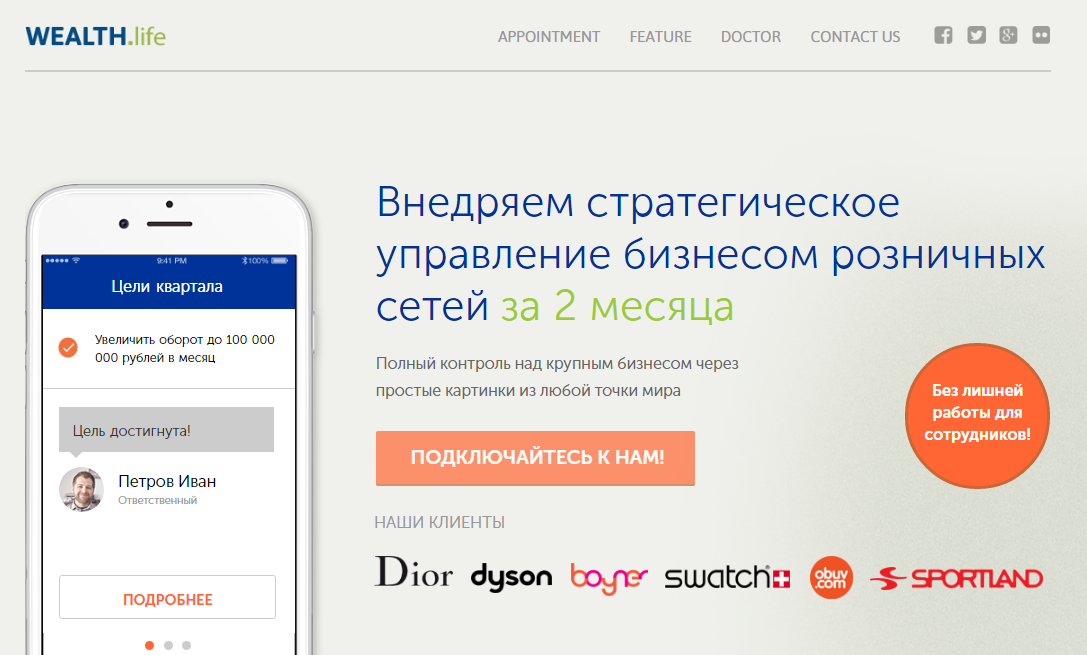 WEALTH.life
APPOINTMENT FEATURE DOCTOR CONTACT US
Внедряем стратегическое
управление бизнесом розничных
сетей за 2 месяца
Полный контроль над крупным бизнесом через
простые картинки из любой точки мира
ПОДКЛЮЧАЙТЕСЬ К НАМ!
Без лишней
работы для
сотрудников!
НАШИ КЛИЕНТЫ
Dior dyson boyner swatch obuv.com SPORTLAND
9:41 PM 100%
Цели квартала
Увеличить оборот до 100 000
000 рублей в месяц
Цель достигнута!
Петров Иван
Ответственный
ПОДРОБНЕЕ